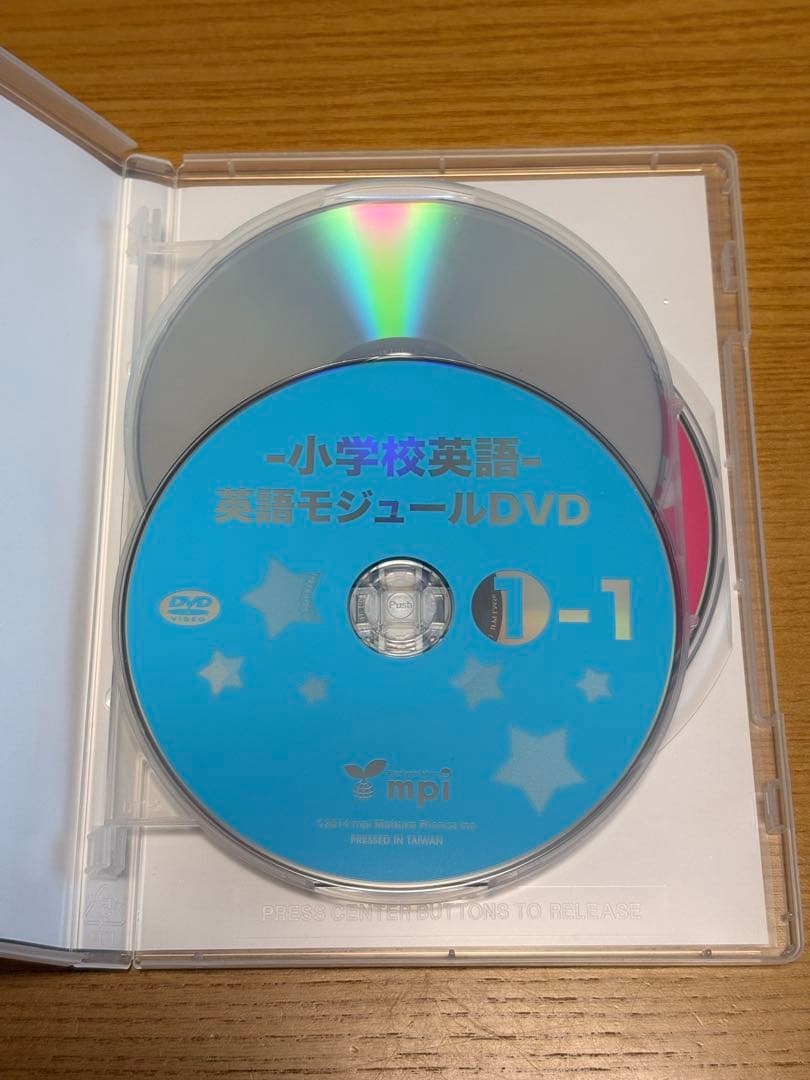 -小学校英語-
英語モジュールDVD
DVD
VIDEO
Push
1-1
mpi
©2014 mpi Matsuka Phonics inc.
PRESSED IN TAIWAN
PRESS CENTER BUTTONS TO RELEASE